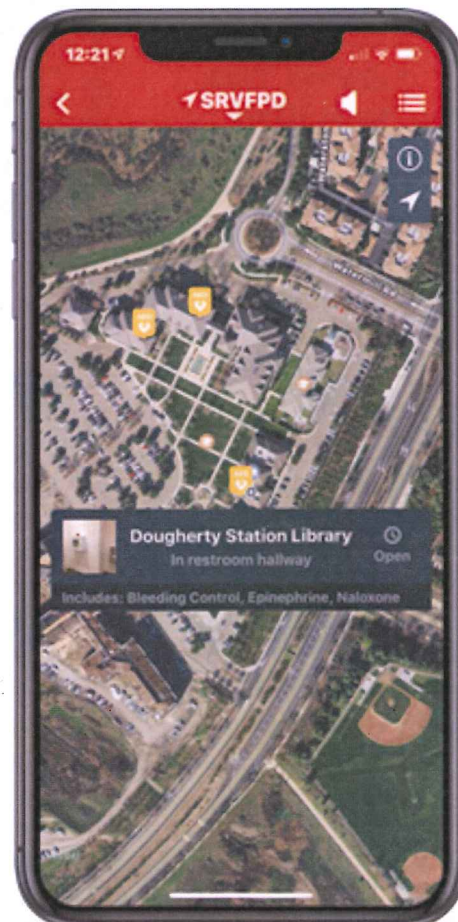 12:21
SRVFPD
Dougherty Station Library
In restroom hallway
Open
Includes: Bleeding Control, Epinephrine, Naloxone